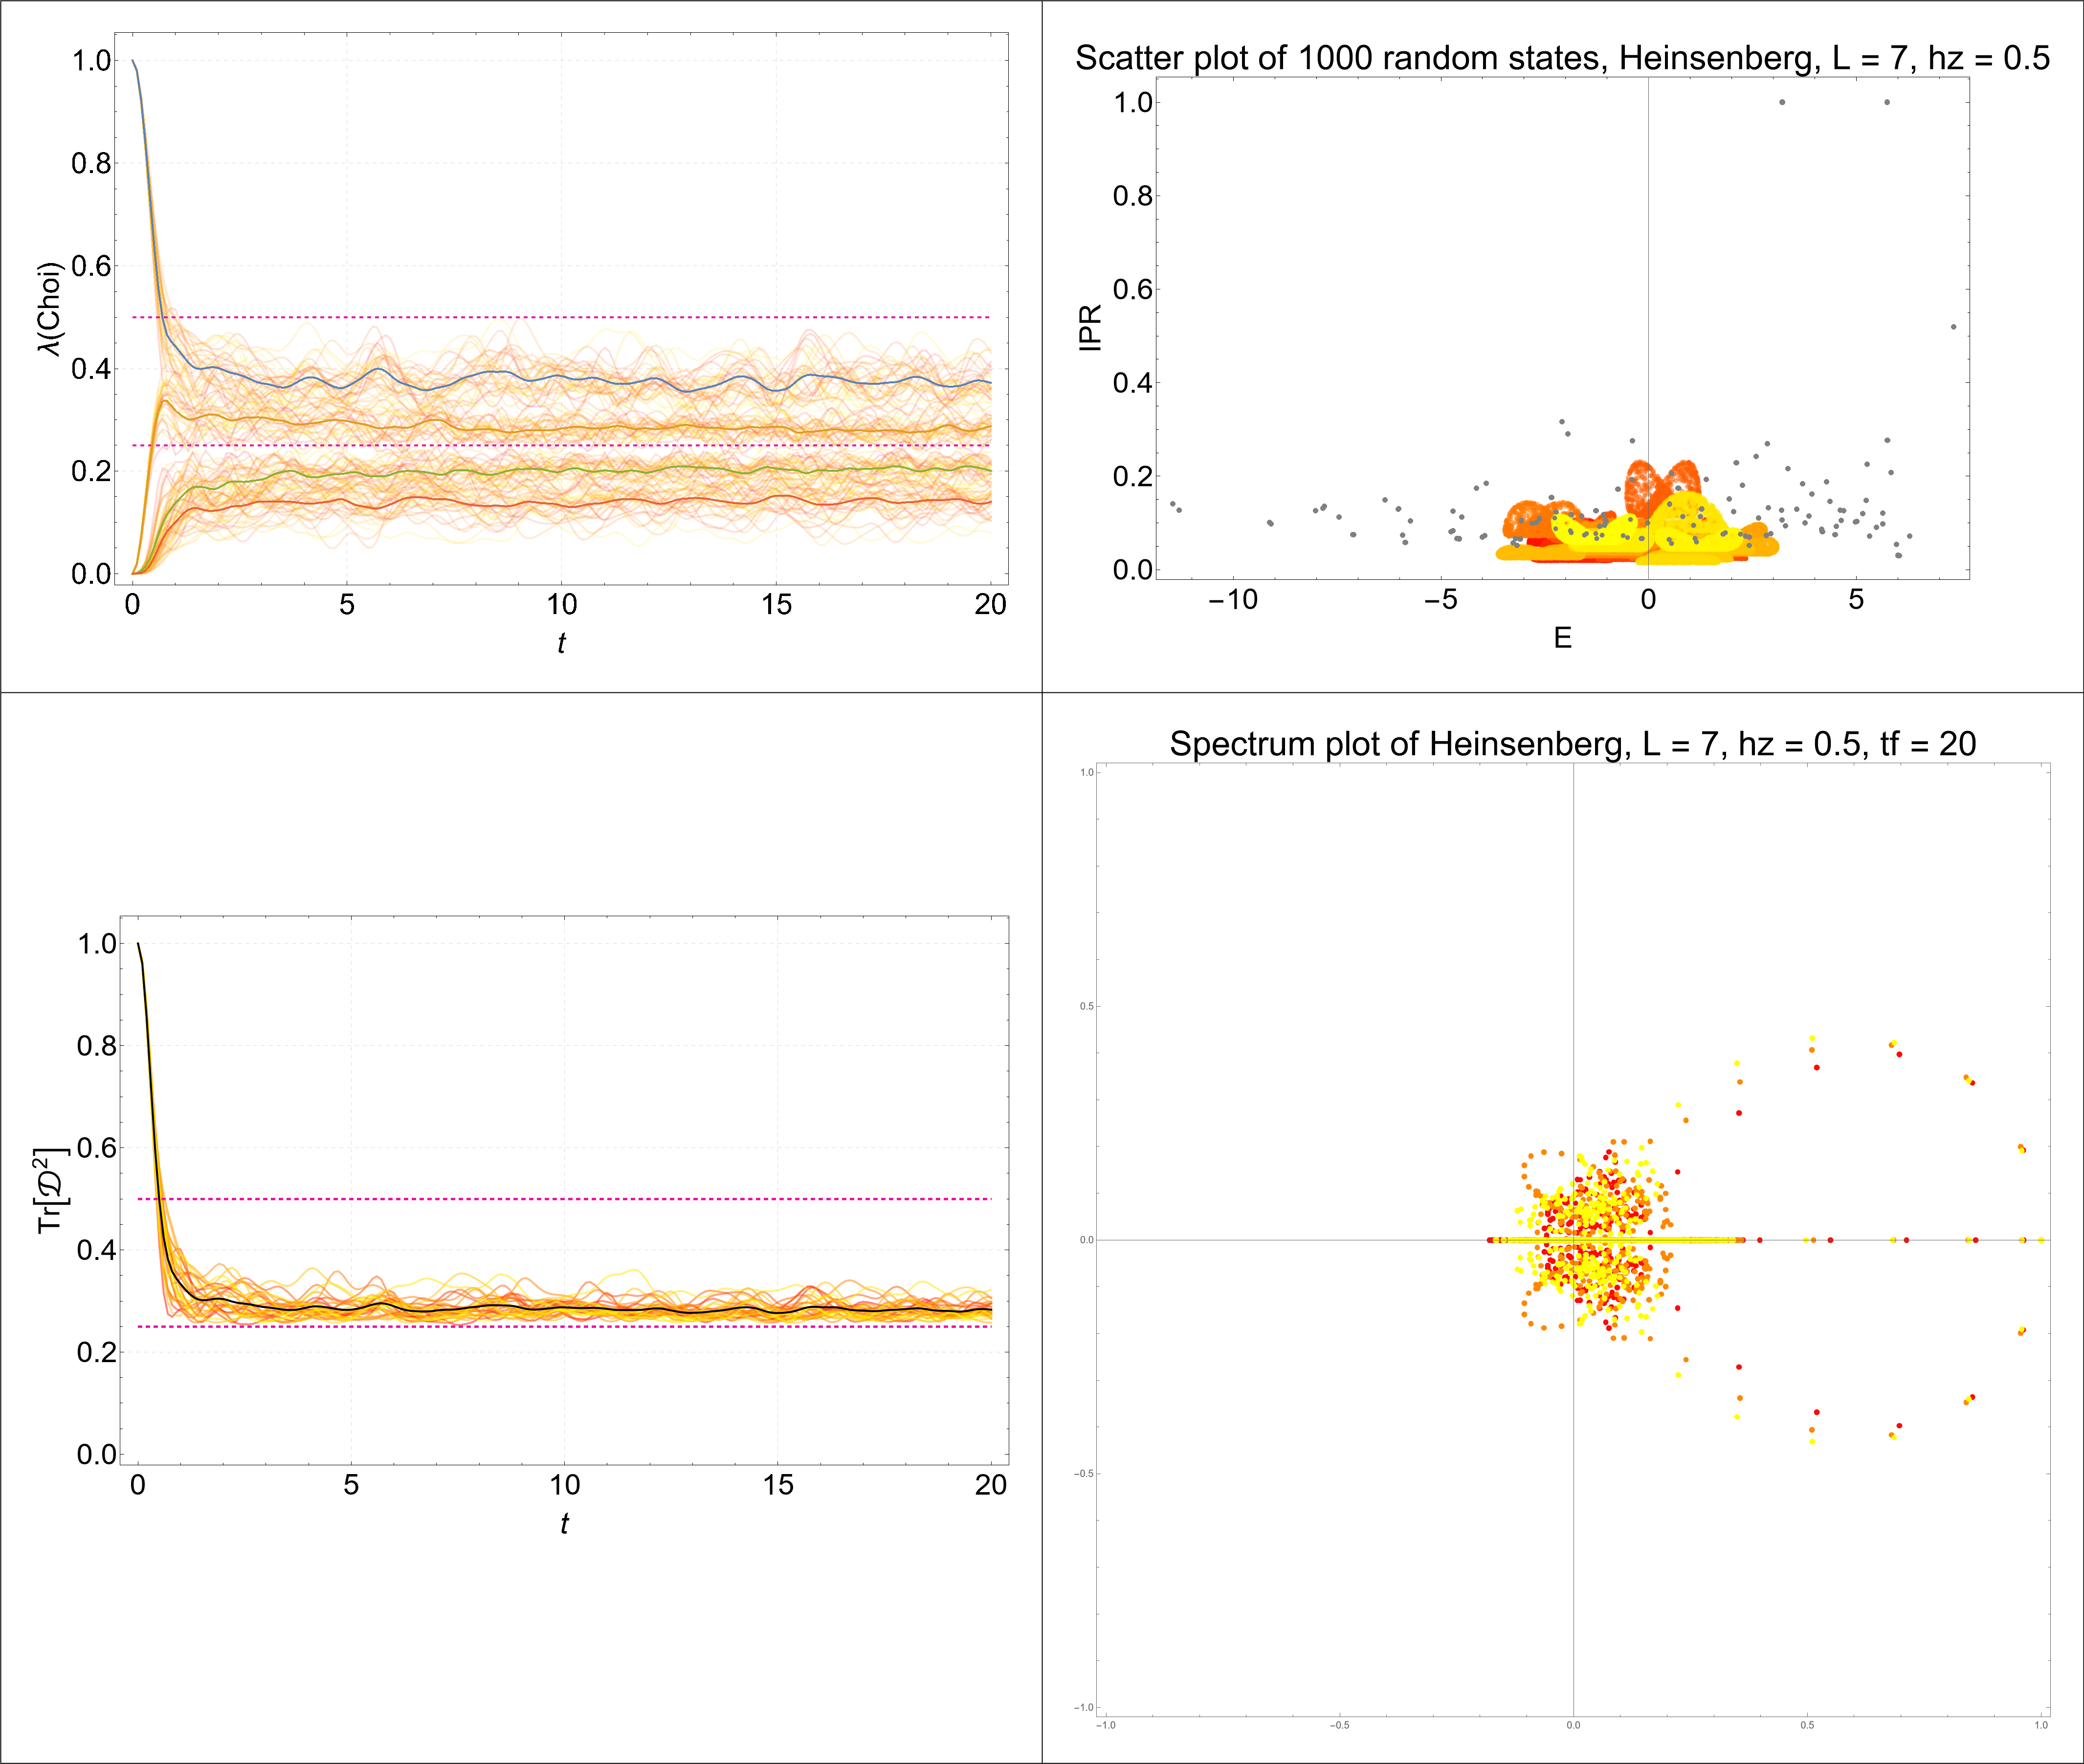 1.0
0.8
0.6
0.4
0.2
0.0
λ(Choi)
0 5 10 15 20
t
Scatter plot of 1000 random states, Heinsenberg, L = 7, hz = 0.5
1.0
0.8
0.6
0.4
0.2
0.0
IPR
−10 −5 0 5
E
1.0
0.8
0.6
0.4
0.2
0.0
Tr[𝒟²]
0 5 10 15 20
t
Spectrum plot of Heinsenberg, L = 7, hz = 0.5, tf = 20
1.0
0.5
0.0
−0.5
−1.0
−1.0 −0.5 0.0 0.5 1.0